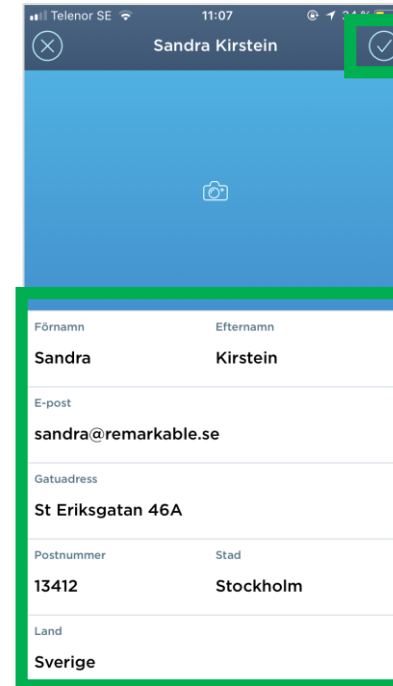 Telenor SE 11:07
Sandra Kirstein
Förnamn Efternamn
Sandra Kirstein
E-post
sandra@remarkable.se
Gatuadress
St Eriksgatan 46A
Postnummer Stad
13412 Stockholm
Land
Sverige